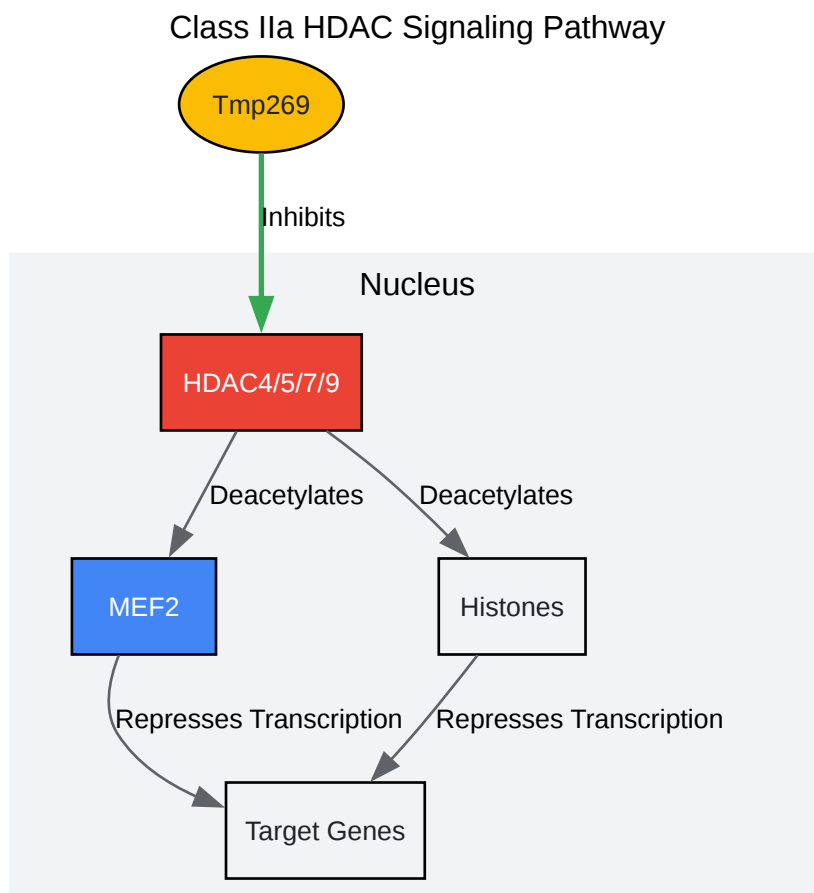 Class IIa HDAC Signaling Pathway
Tmp269
Inhibits
Nucleus
HDAC4/5/7/9
Deacetylates
Deacetylates
MEF2
Histones
Represses Transcription
Represses Transcription
Target Genes